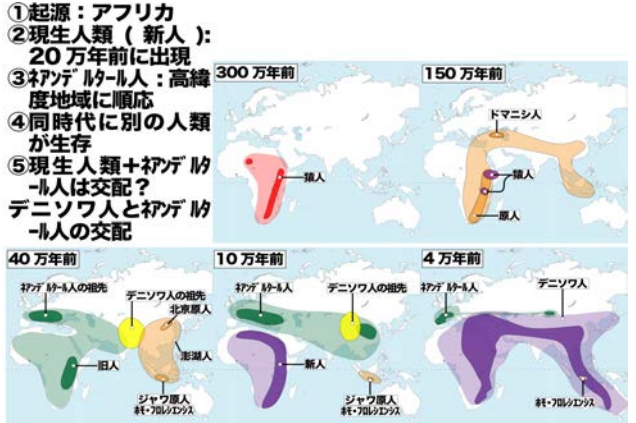 ①起源：アフリカ
②現生人類（新人）：
20万年前に出現
③ネアンデルタール人：高緯
度地域に順応
④同時代に別の人類
が生存
⑤現生人類＋ネアンデルタ
ール人は交配？
デニソワ人とネアンデルタ
ール人の交配
300万年前
猿人
150万年前
ドマニシ人
猿人
原人
40万年前
ネアンデルタール人の祖先
デニソワ人の祖先
北京原人
澎湖人
旧人
ジャワ原人
ホモ・フロレシエンシス
10万年前
ネアンデルタール人
デニソワ人の祖先
新人
ジャワ原人
ホモ・フロレシエンシス
4万年前
ネアンデルタール人
デニソワ人
ホモ・フロレシエンシス